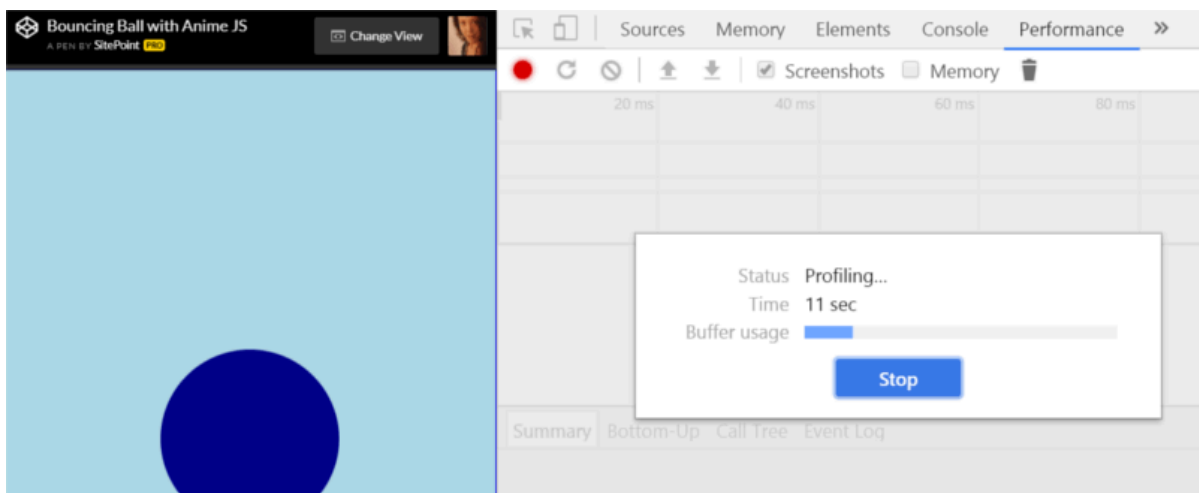 Bouncing Ball with Anime JS
A PEN BY SitePoint PRO
Change View
Sources Memory Elements Console Performance »
Screenshots Memory
20 ms 40 ms 60 ms 80 ms
Status Profiling...
Time 11 sec
Buffer usage
Stop
Summary Bottom-Up Call Tree Event Log